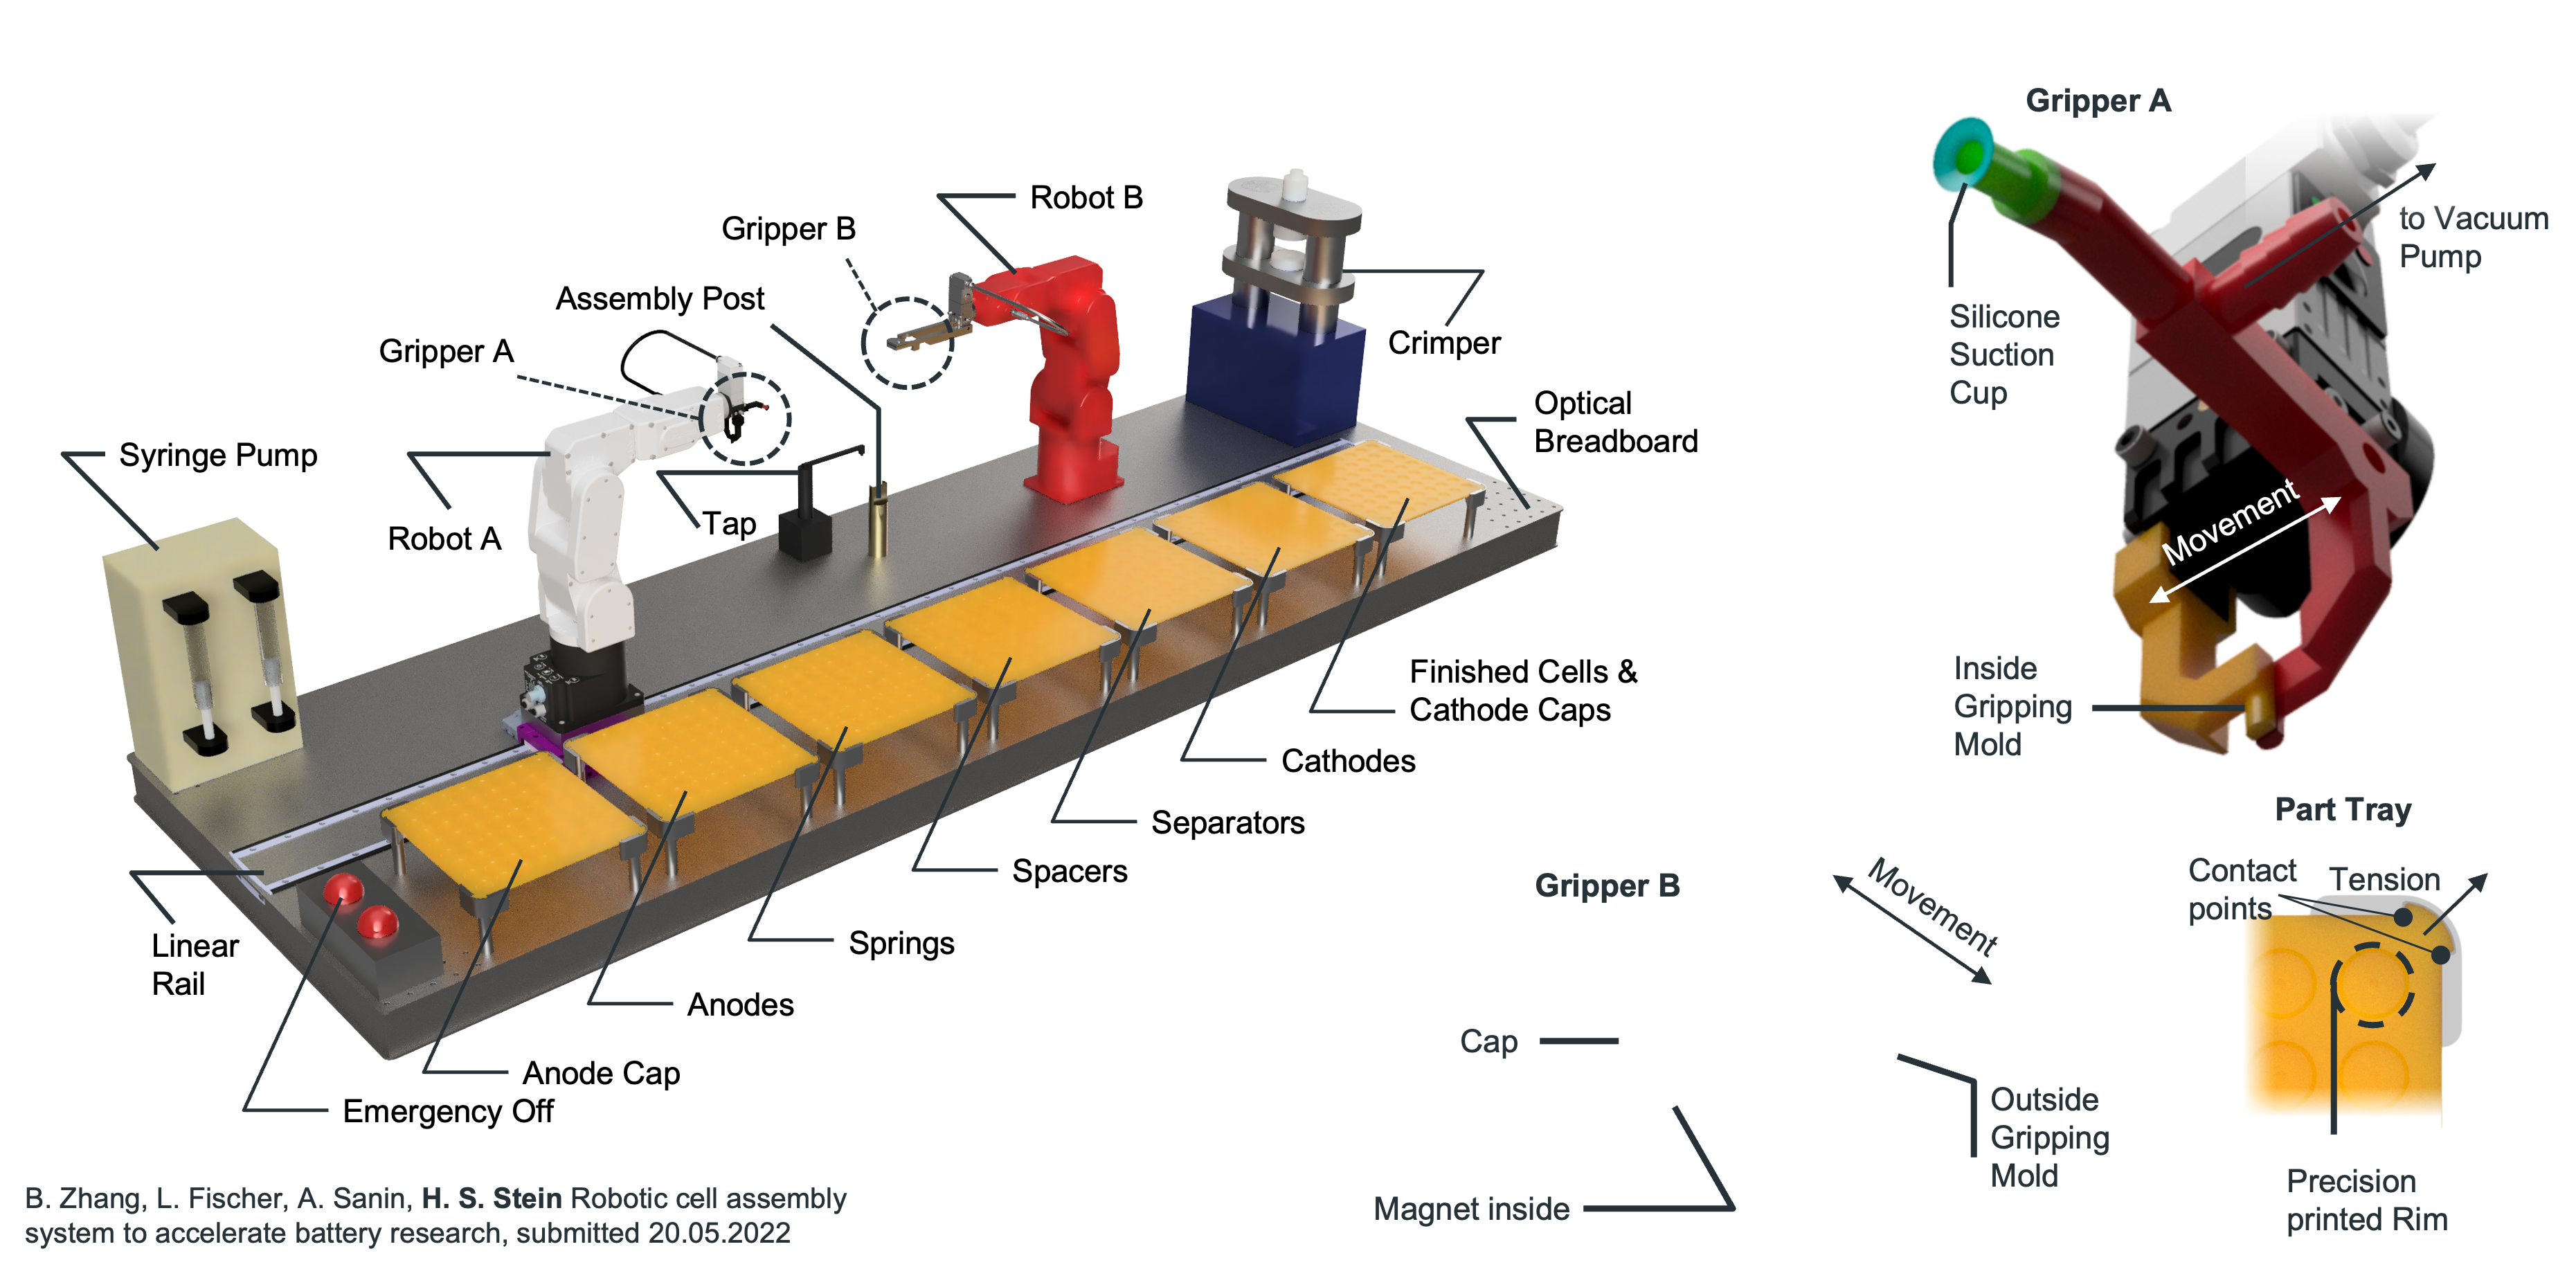 Gripper A
Robot B
Gripper B
to Vacuum
Pump
Assembly Post
Silicone
Suction
Cup
Gripper A
Crimper
Optical
Breadboard
Syringe Pump
Robot A
Tap
Movement
Inside
Gripping
Mold
Finished Cells &
Cathode Caps
Cathodes
Separators
Spacers
Springs
Anodes
Anode Cap
Emergency Off
Linear
Rail
Part Tray
Contact
points
Tension
Precision
printed Rim
Gripper B
Movement
Cap
Outside
Gripping
Mold
Magnet inside
B. Zhang, L. Fischer, A. Sanin, H. S. Stein Robotic cell assembly
system to accelerate battery research, submitted 20.05.2022